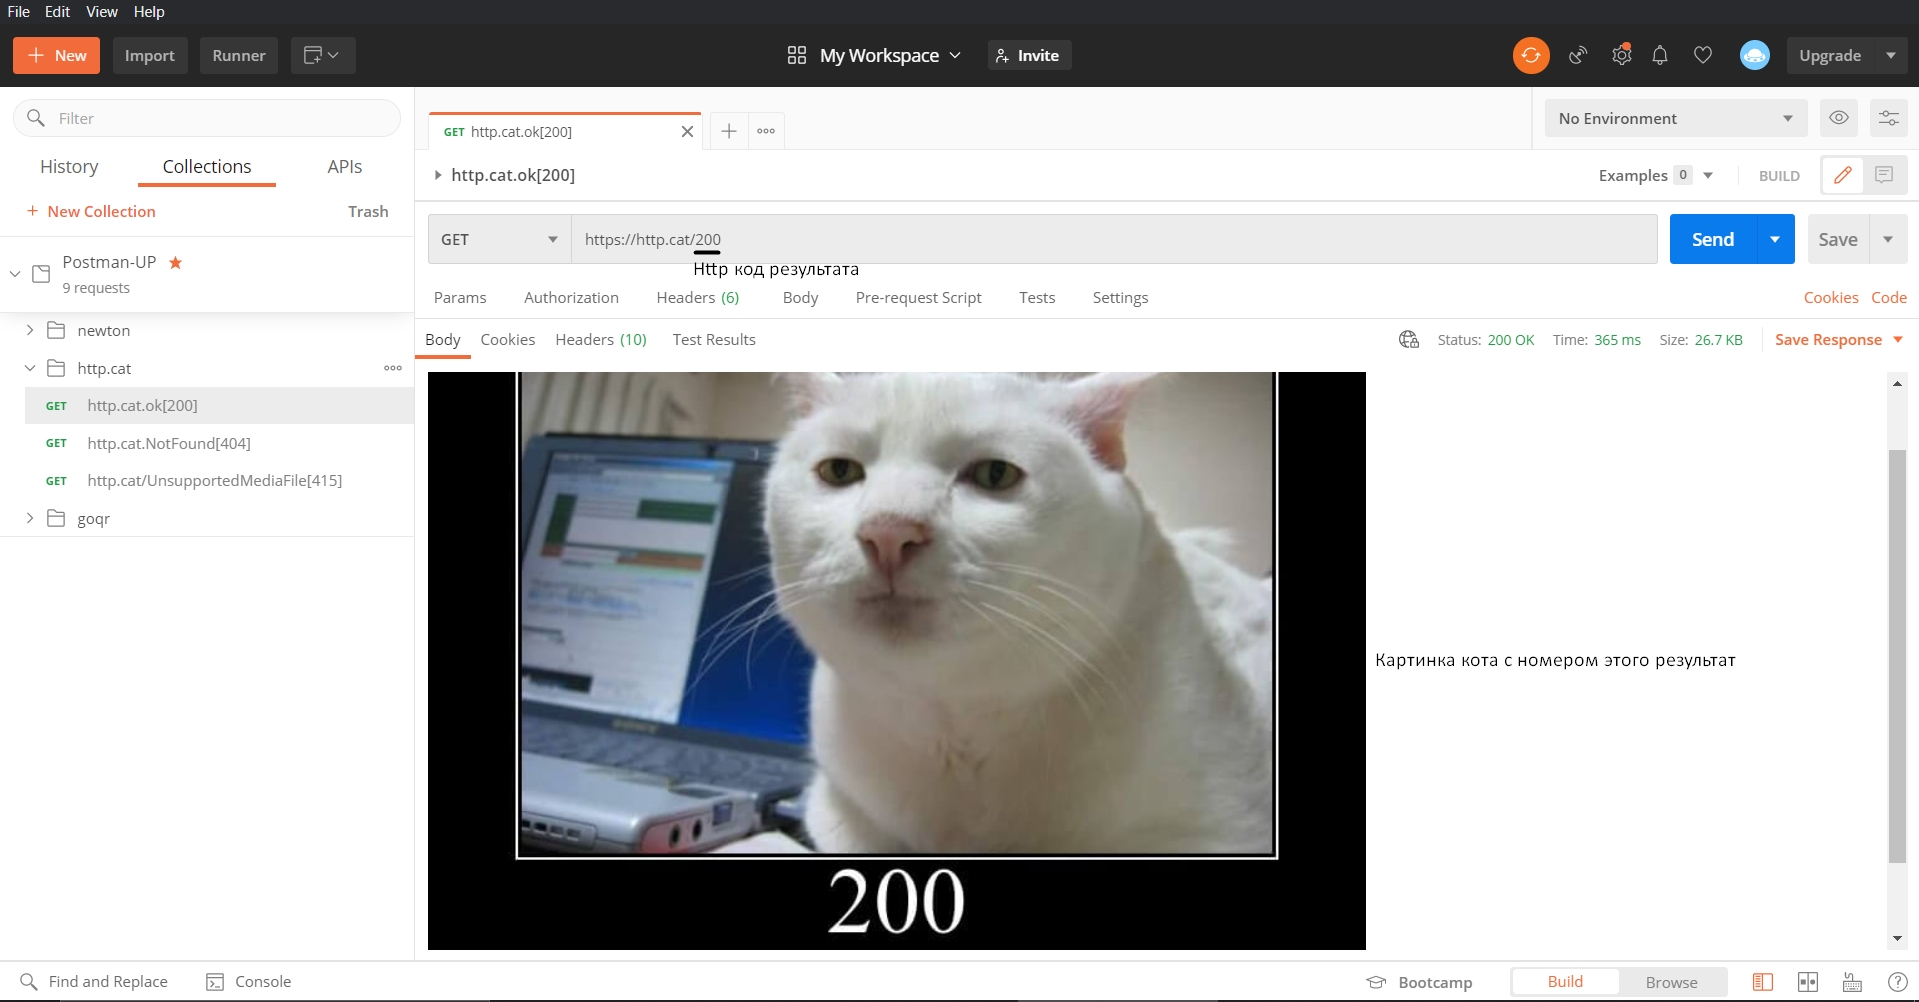 File Edit View Help
New Import Runner My Workspace Invite Upgrade
Filter
GET http.cat.ok[200] No Environment
History Collections APIs
http.cat.ok[200] Examples 0 BUILD
+ New Collection Trash
GET https://http.cat/200 Send Save
Postman-UP
9 requests
Http код результата
Params Authorization Headers (6) Body Pre-request Script Tests Settings Cookies Code
newton
Body Cookies Headers (10) Test Results Status: 200 OK Time: 365 ms Size: 26.7 KB Save Response
http.cat
GET http.cat.ok[200]
GET http.cat.NotFound[404]
GET http.cat/UnsupportedMediaFile[415]
goqr
Картинка кота с номером этого результат
SONY
200
Find and Replace Console Bootcamp Build Browse